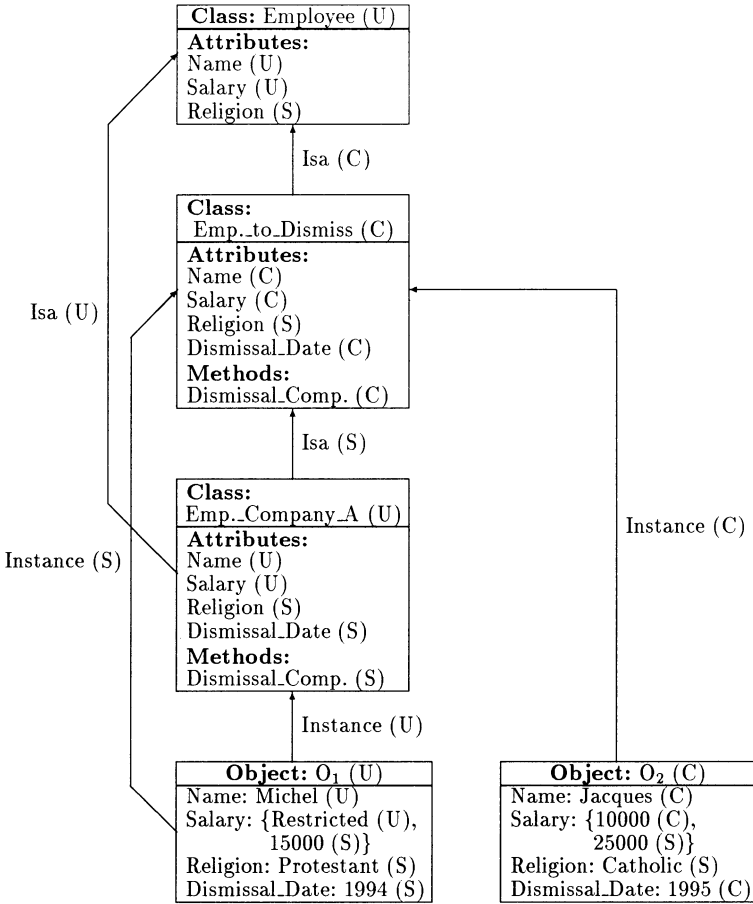 Class: Employee (U)
Attributes:
Name (U)
Salary (U)
Religion (S)
Isa (C)
Class:
Emp._to_Dismiss (C)
Attributes:
Name (C)
Salary (C)
Religion (S)
Dismissal_Date (C)
Methods:
Dismissal_Comp. (C)
Isa (U)
Isa (S)
Class:
Emp._Company_A (U)
Attributes:
Name (U)
Salary (U)
Religion (S)
Dismissal_Date (S)
Methods:
Dismissal_Comp. (S)
Instance (S)
Instance (C)
Instance (U)
Object: O₁ (U)
Name: Michel (U)
Salary: {Restricted (U),
15000 (S)}
Religion: Protestant (S)
Dismissal_Date: 1994 (S)
Object: O₂ (C)
Name: Jacques (C)
Salary: {10000 (C),
25000 (S)}
Religion: Catholic (S)
Dismissal_Date: 1995 (C)